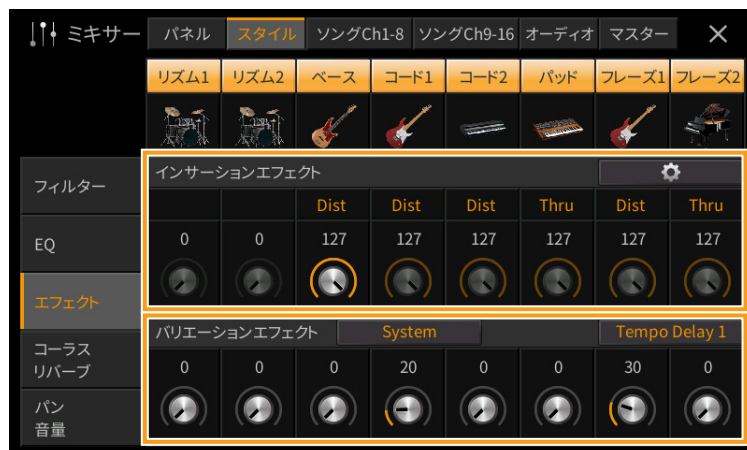 ミキサー パネル スタイル ソングCh1-8 ソングCh9-16 オーディオ マスター
リズム1 リズム2 ベース コード1 コード2 パッド フレーズ1 フレーズ2
フィルター
EQ
エフェクト
コーラス
リバーブ
パン
音量
インサーションエフェクト
Dist Dist Dist Thru Dist Thru
0 0 127 127 127 127 127 127
バリエーションエフェクト System Tempo Delay 1
0 0 0 20 0 0 30 0